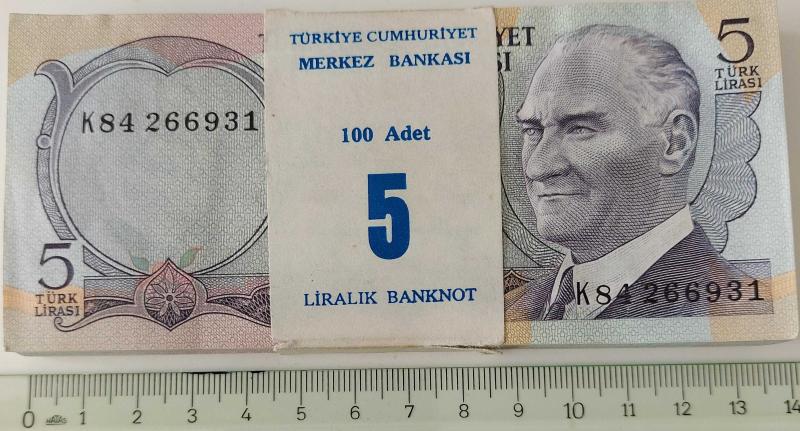 K84 266931
5
TÜRK
LİRASI
TÜRKİYE CUMHURİYET
MERKEZ BANKASI
100 Adet
5
LİRALIK BANKNOT
5
TÜRK
LİRASI
K84 266931
0 1 2 3 4 5 6 7 8 9 10 11 12 13 14